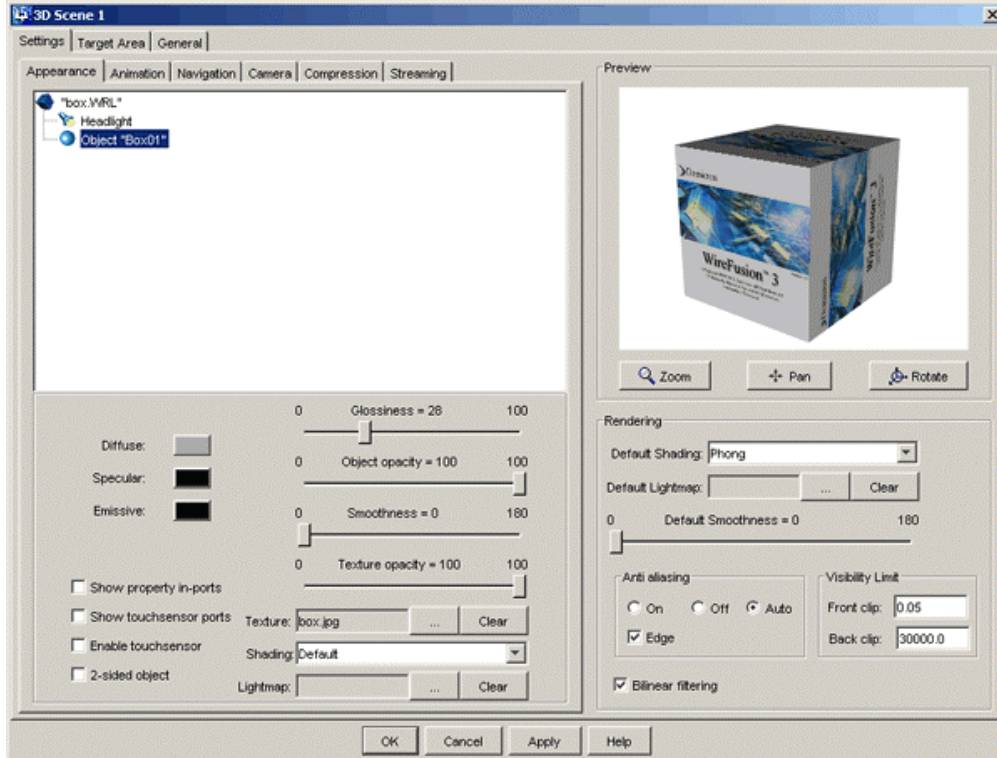 3D Scene 1
Settings Target Area General
Appearance Animation Navigation Camera Compression Streaming
"box.WRL"
Headlight
Object "Box01"
Glossiness = 28
0 100
Diffuse:
Object opacity = 100
0 100
Specular:
Emissive:
Smoothness = 0
0 180
Texture opacity = 100
0 100
Show property in-ports
Show touchsensor ports
Enable touchsensor
2-sided object
Texture: box.jpg ... Clear
Shading: Default
Lightmap: ... Clear
Preview
WireFusion™ 3
WireFusion™ 3
Zoom Pan Rotate
Rendering
Default Shading: Phong
Default Lightmap: ... Clear
0 Default Smoothness = 0 180
Anti aliasing
On Off Auto
Edge
Visibility Limit
Front clip: 0.05
Back clip: 30000.0
Bilinear filtering
OK Cancel Apply Help